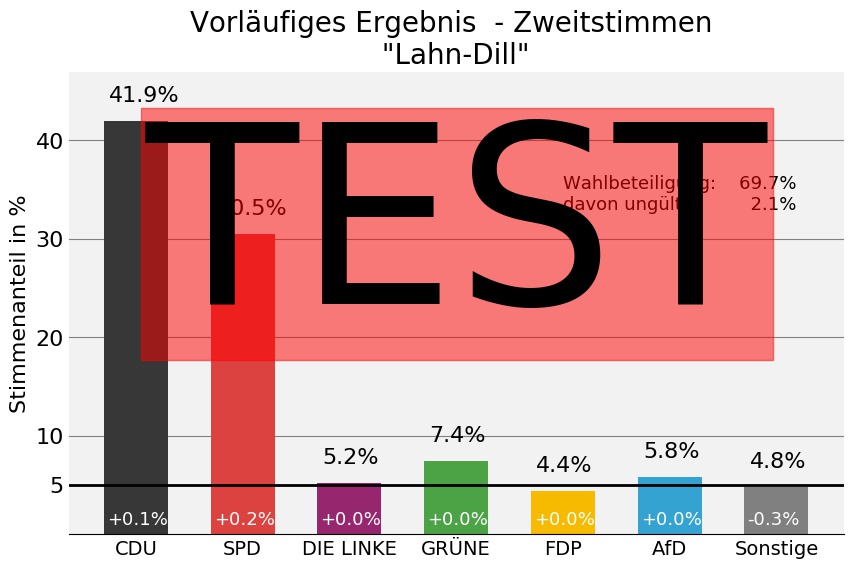 Vorläufiges Ergebnis - Zweitstimmen
"Lahn-Dill"
Stimmenanteil in %
40
30
20
10
5
41.9%
5.2%
7.4%
4.4%
5.8%
4.8%
TEST
69.7%
davon 2.1%
+0.1%
+0.2%
+0.0%
+0.0%
+0.0%
+0.0%
-0.3%
CDU
SPD
DIE LINKE
GRÜNE
FDP
AfD
Sonstige